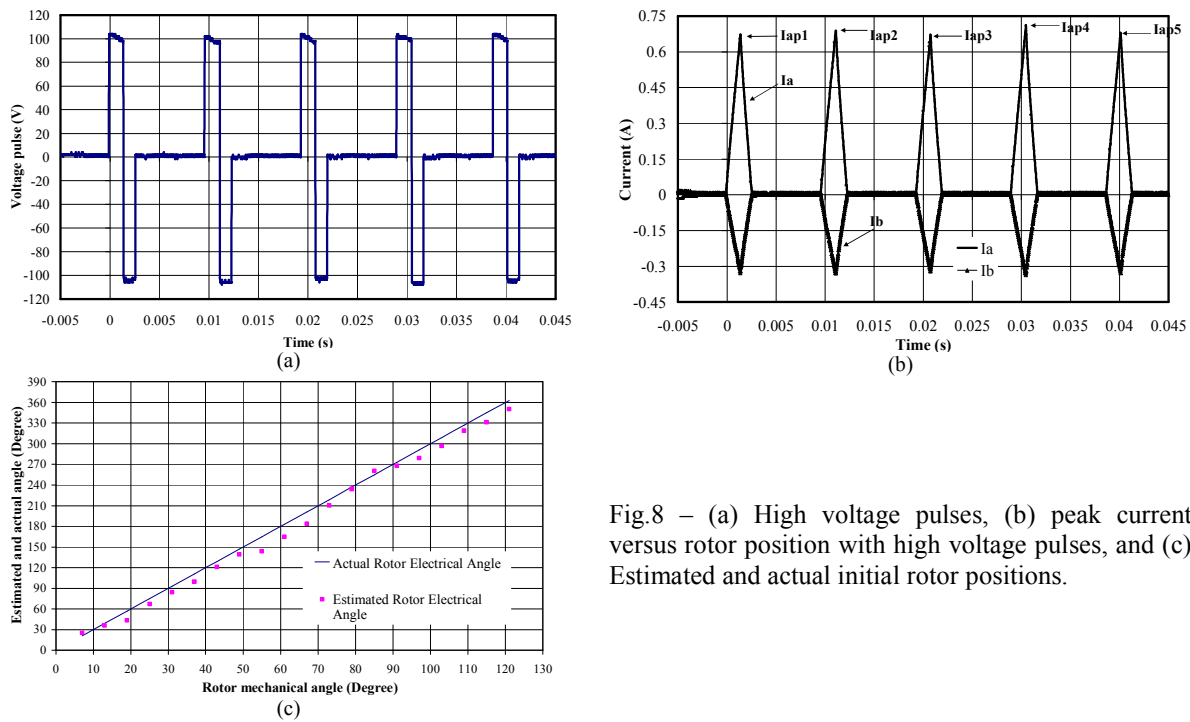 120
100
80
60
40
20
0
-20
-40
-60
-80
-100
-120
Voltage pulse (V)
-0.005 0 0.005 0.01 0.015 0.02 0.025 0.03 0.035 0.04 0.045
Time (s)
(a)
0.75
0.6
0.45
0.3
0.15
0
-0.15
-0.3
-0.45
Current (A)
Iap1
Iap2
Iap3
Iap4
Iap5
Ia
Ib
Ia
Ib
-0.005 0 0.005 0.01 0.015 0.02 0.025 0.03 0.035 0.04 0.045
Time (s)
(b)
390
360
330
300
270
240
210
180
150
120
90
60
30
0
Estimated and actual angle (Degree)
Actual Rotor Electrical Angle
Estimated Rotor Electrical
Angle
0 10 20 30 40 50 60 70 80 90 100 110 120 130
Rotor mechanical angle (Degree)
(c)
Fig.8 – (a) High voltage pulses, (b) peak current
versus rotor position with high voltage pulses, and (c)
Estimated and actual initial rotor positions.